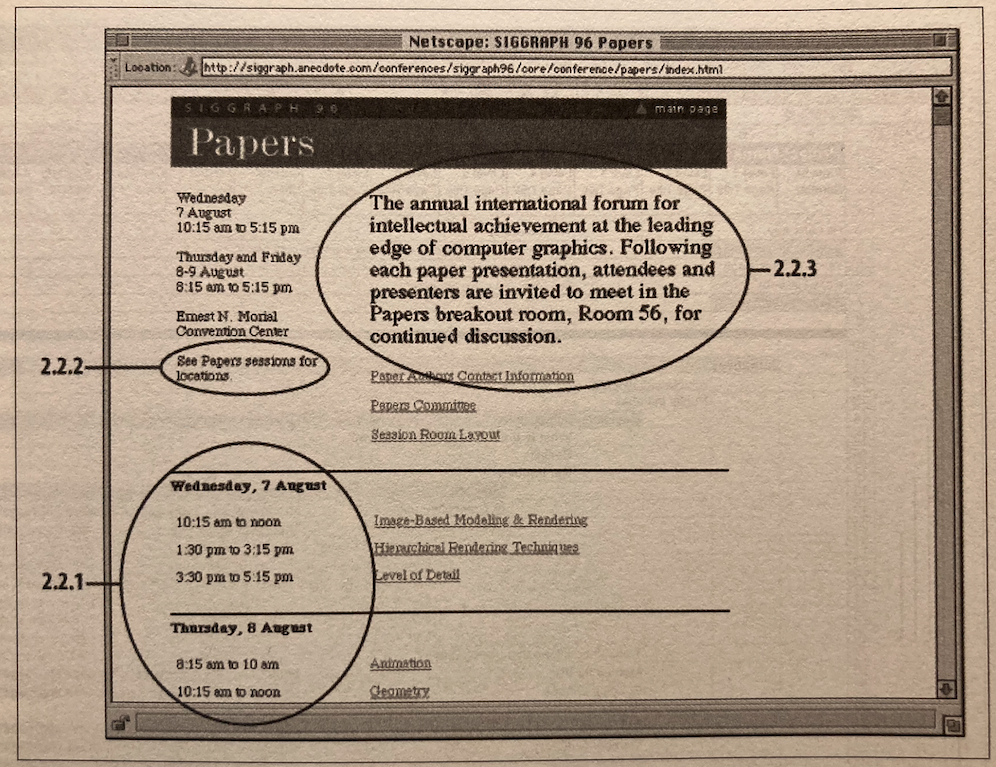 Netscape: SIGGRAPH 96 Papers
Location: http://siggraph.anecdote.com/conferences/siggraph96/core/conference/papers/index.html
SIGGRAPH 96
main page
Papers
Wednesday
7 August
10:15 am to 5:15 pm
Thursday and Friday
8-9 August
8:15 am to 5:15 pm
Ernest N. Morial
Convention Center
2.2.2
See Papers sessions for
locations.
The annual international forum for
intellectual achievement at the leading
edge of computer graphics. Following
each paper presentation, attendees and
presenters are invited to meet in the
Papers breakout room, Room 56, for
continued discussion.
2.2.3
Paper Authors Contact Information
Papers Committee
Session Room Layout
Wednesday, 7 August
10:15 am to noon Image-Based Modeling & Rendering
1:30 pm to 3:15 pm Hierarchical Rendering Techniques
3:30 pm to 5:15 pm Level of Detail
2.2.1
Thursday, 8 August
8:15 am to 10 am Animation
10:15 am to noon Geometry